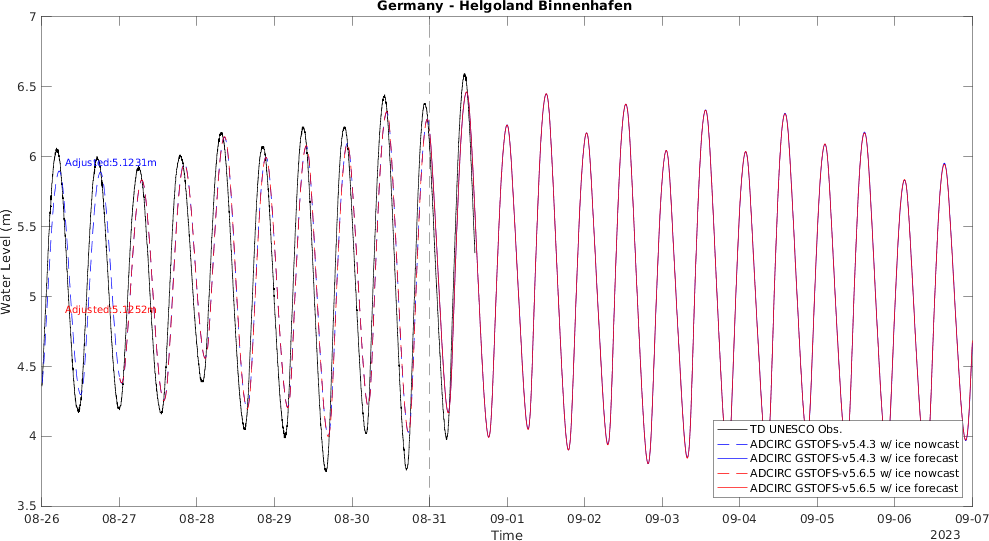 Germany - Helgoland Binnenhafen
7
6.5
6
5.5
5
4.5
4
3.5
Water Level (m)
Adjusted:5.1231m
Adjusted:5.1252m
TD UNESCO Obs.
ADCIRC GSTOFS-v5.4.3 w/ ice nowcast
ADCIRC GSTOFS-v5.4.3 w/ ice forecast
ADCIRC GSTOFS-v5.6.5 w/ ice nowcast
ADCIRC GSTOFS-v5.6.5 w/ ice forecast
08-26 08-27 08-28 08-29 08-30 08-31 09-01 09-02 09-03 09-04 09-05 09-06 09-07
Time
2023